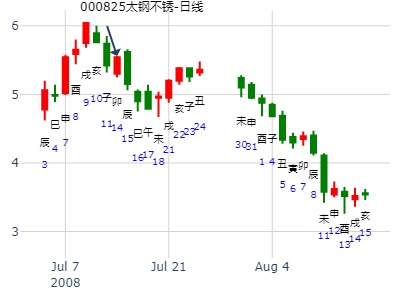 000825太钢不锈-日线
6
5
4
3
辰 巳 申 酉 戌 亥 子 卯 辰 巳 午 未 戌 亥 子 丑 未 申 酉 子 丑 寅 卯 辰 未 申 酉 戌 亥
3 4 7 8 9 10 11 14 15 16 17 18 21 22 23 24 30 31 1 4 5 6 7 8 11 12 13 14 15
Jul 7 Jul 21 Aug 4
2008